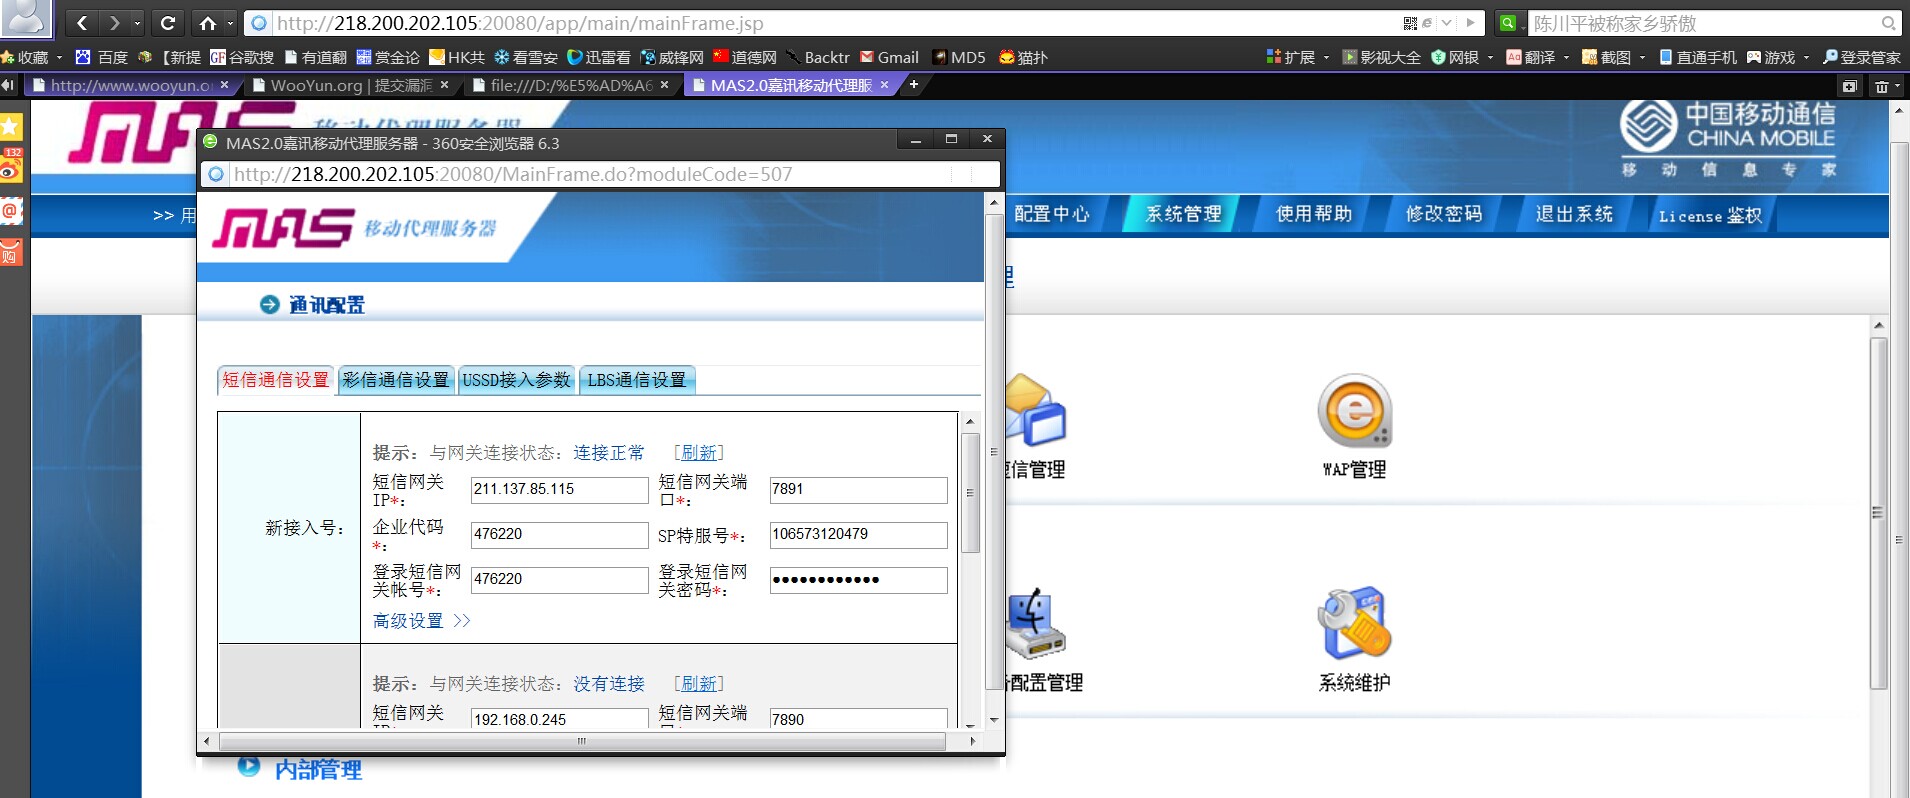 http://218.200.202.105:20080/app/main/mainFrame.jsp
陈川平被称家乡骄傲
收藏 百度 【新提 谷歌搜 有道翻 赏金论 HK共 看雪安 迅雷看 威锋网 道德网 Backtr Gmail MD5 猫扑 扩展 影视大全 网银 翻译 截图 直通手机 游戏 登录管家
http://www.wooyun.o
WooYun.org | 提交漏洞
file:///D:/%E5%AD%A6
MAS2.0嘉讯移动代理服
132
中国移动通信
CHINA MOBILE
移 动 信 息 专 家
>> 用
配置中心 系统管理 使用帮助 修改密码 退出系统 License 鉴权
MAS2.0嘉讯移动代理服务器 - 360安全浏览器 6.3
http://218.200.202.105:20080/MainFrame.do?moduleCode=507
MAS 移动代理服务器
通讯配置
短信通信设置 彩信通信设置 USSD接入参数 LBS通信设置
新接入号:
提示: 与网关连接状态: 连接正常 [刷新]
短信网关IP*: 211.137.85.115 短信网关端口*: 7891
企业代码*: 476220 SP特服号*: 106573120479
登录短信网关帐号*: 476220 登录短信网关密码*: ••••••••••••
高级设置 >>
提示: 与网关连接状态: 没有连接 [刷新]
短信网关 192.168.0.245 短信网关端 7890
信管理
WAP管理
配置管理
系统维护
内部管理